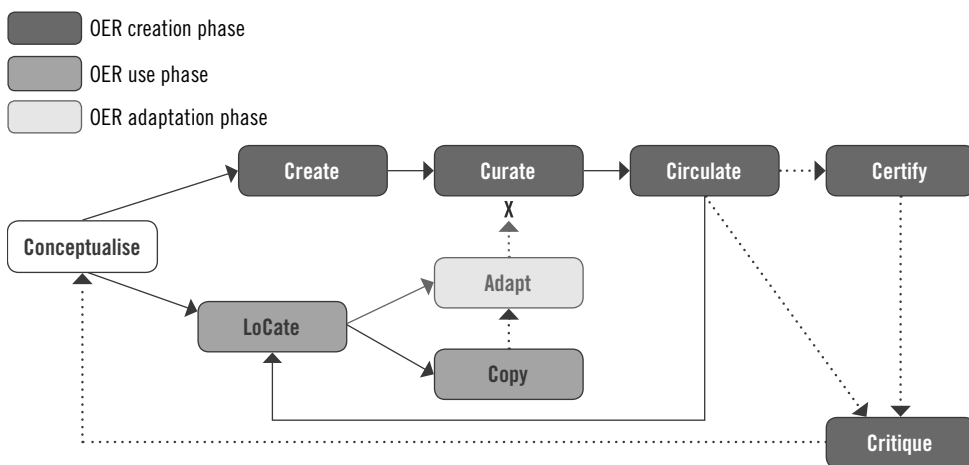 OER creation phase
OER use phase
OER adaptation phase
Create
Curate
Circulate
Certify
X
Conceptualise
Adapt
LoCate
Copy
Critique